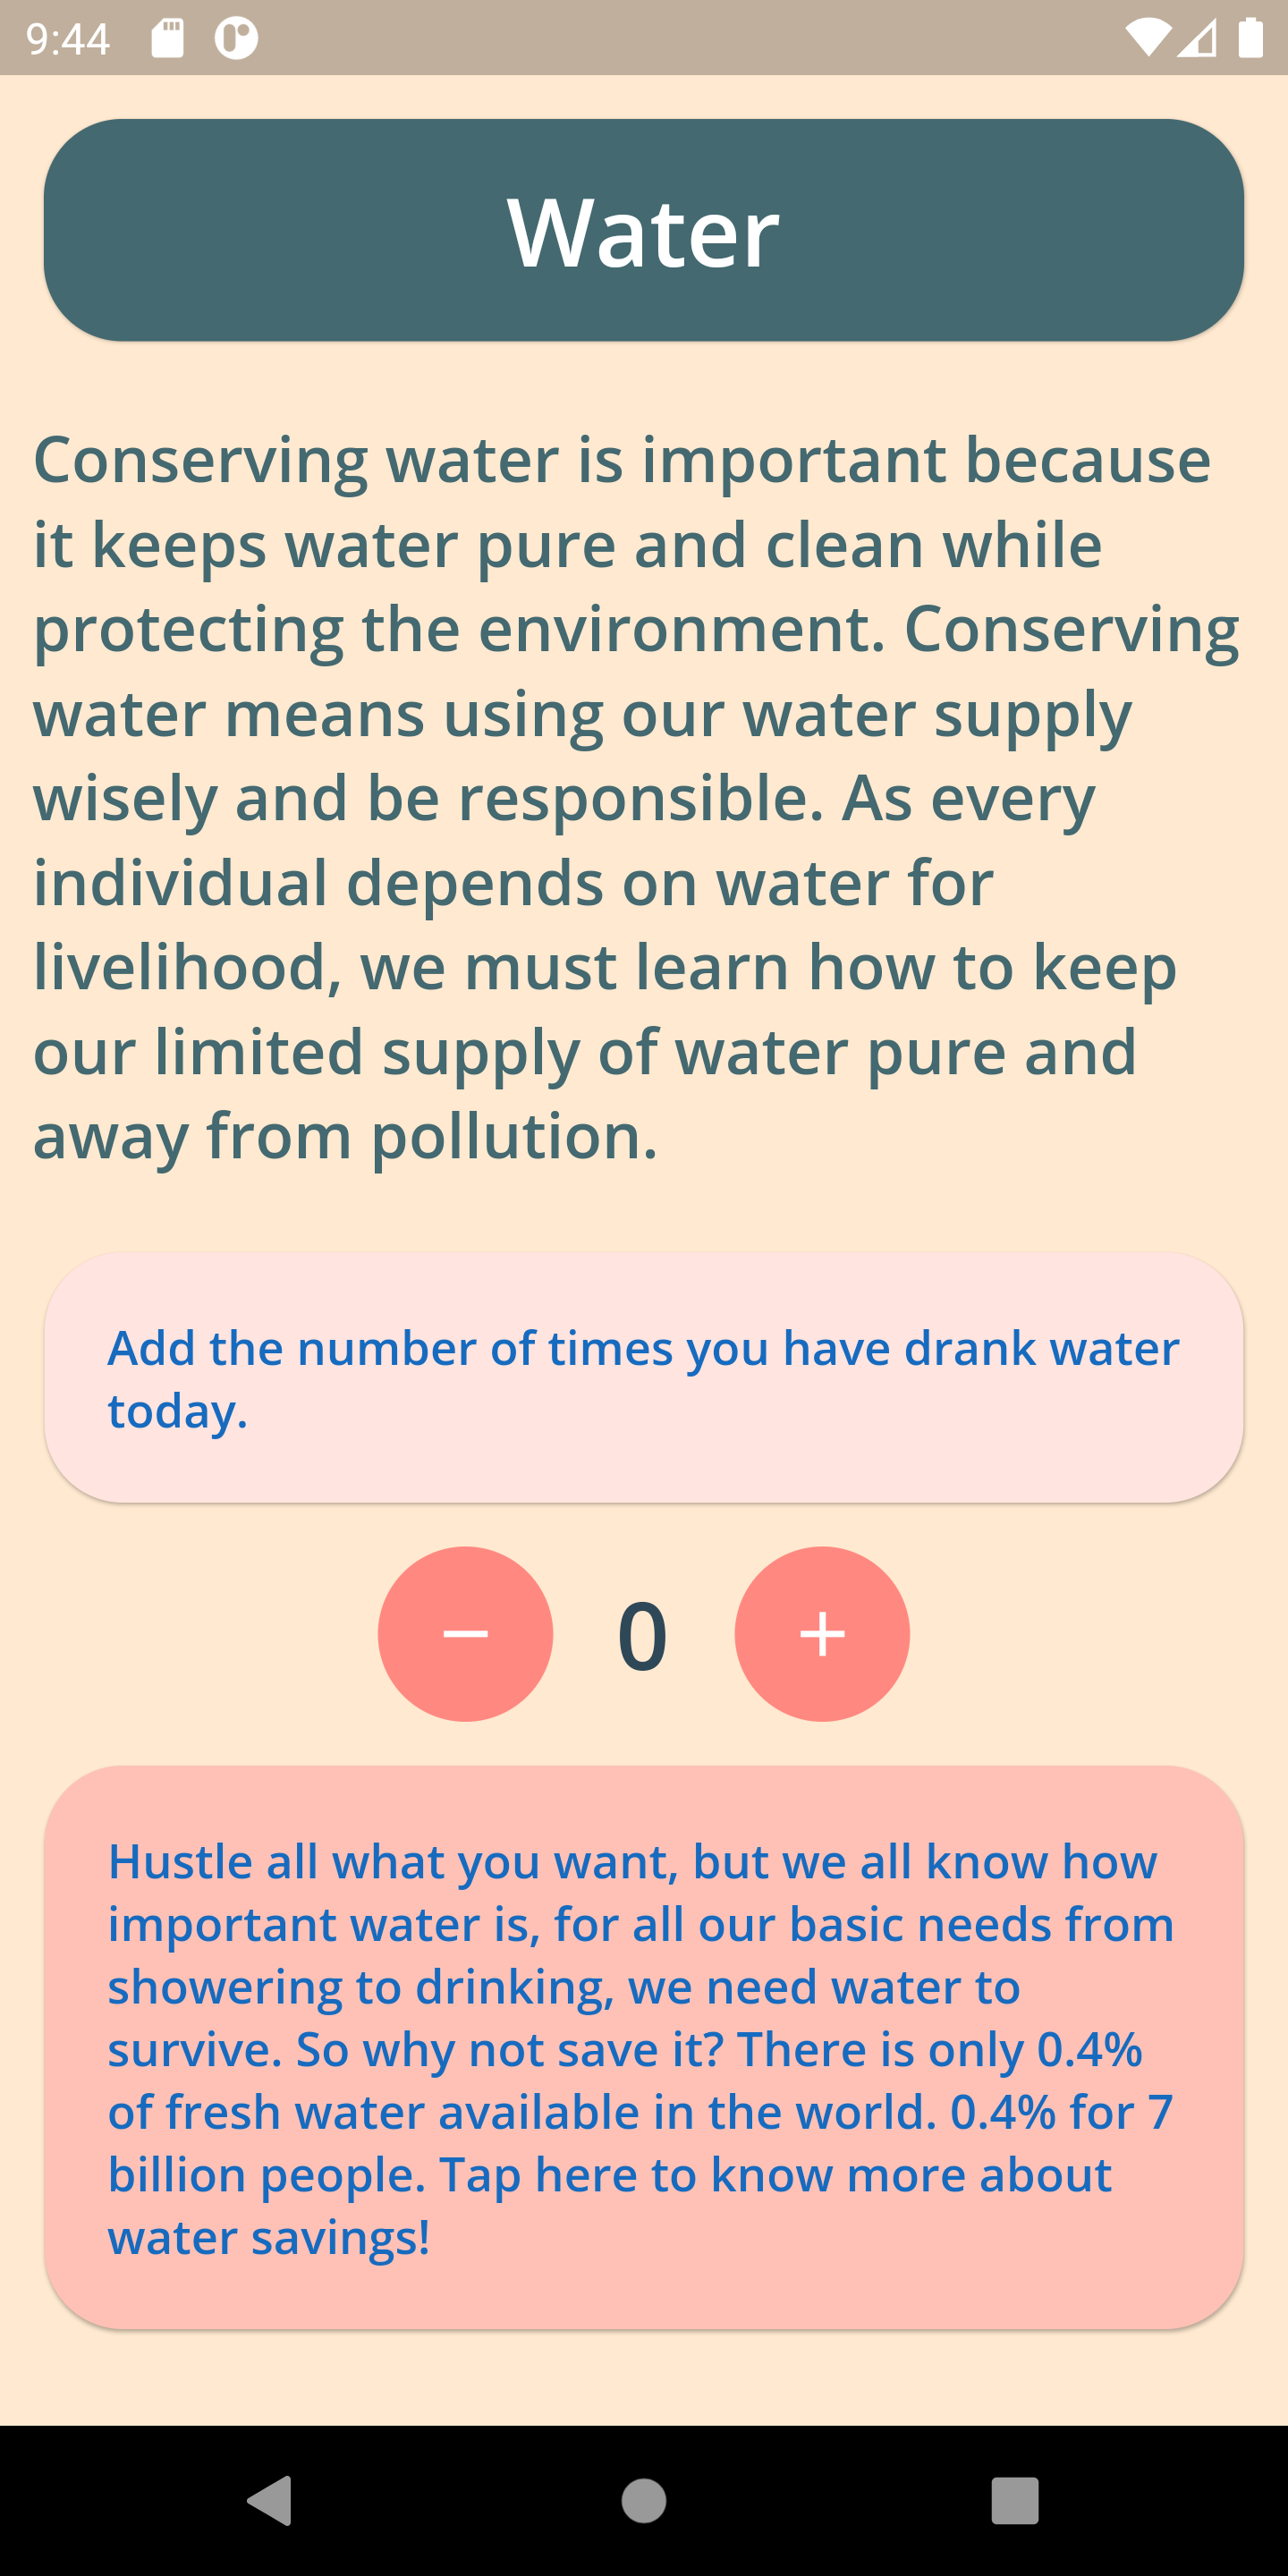 9:44
Water
Conserving water is important because
it keeps water pure and clean while
protecting the environment. Conserving
water means using our water supply
wisely and be responsible. As every
individual depends on water for
livelihood, we must learn how to keep
our limited supply of water pure and
away from pollution.
Add the number of times you have drank water
today.
− 0 +
Hustle all what you want, but we all know how
important water is, for all our basic needs from
showering to drinking, we need water to
survive. So why not save it? There is only 0.4%
of fresh water available in the world. 0.4% for 7
billion people. Tap here to know more about
water savings!